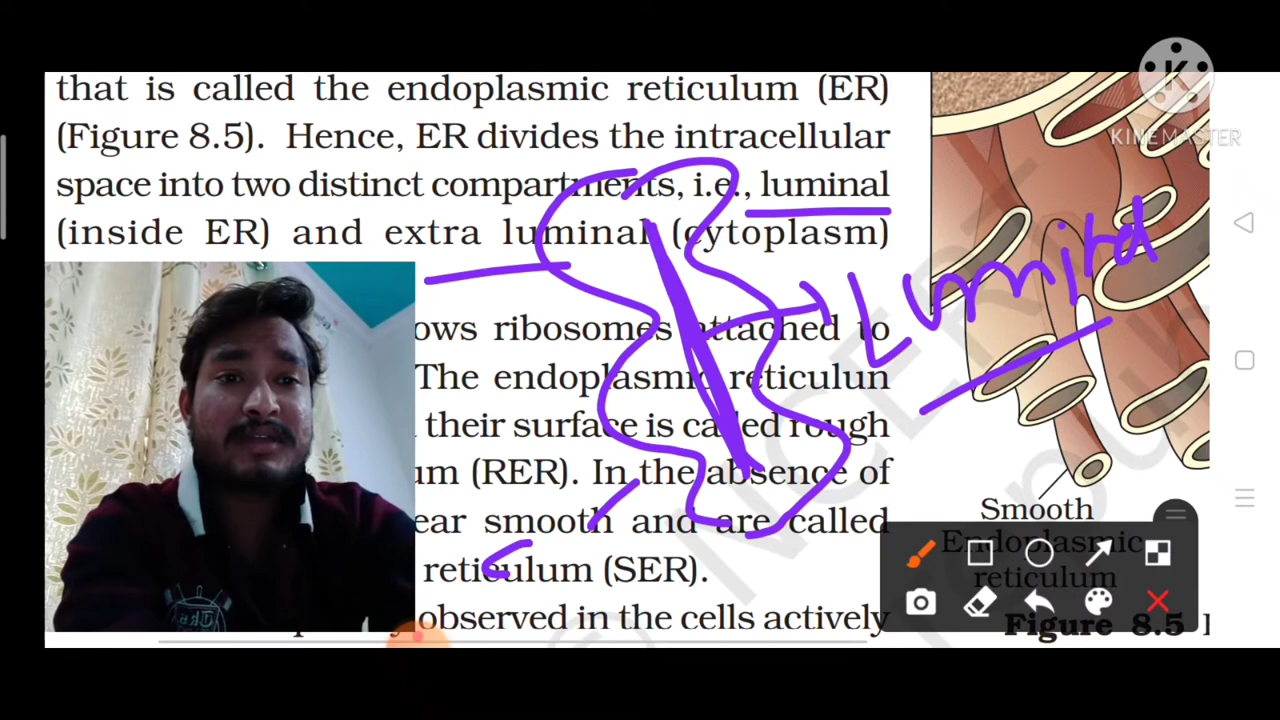 that is called the endoplasmic reticulum (ER)
(Figure 8.5). Hence, ER divides the intracellular
space into two distinct compartments, i.e., luminal
(inside ER) and extra luminal (cytoplasm)
ows ribosomes attached to
The endoplasmic reticulun
their surface is called rough
um (RER). In the absence of
ear smooth and are called
reticulum (SER).
observed in the cells actively
K
KINEMASTER
Smooth
Endoplasmic
reticulum
Figure 8.5